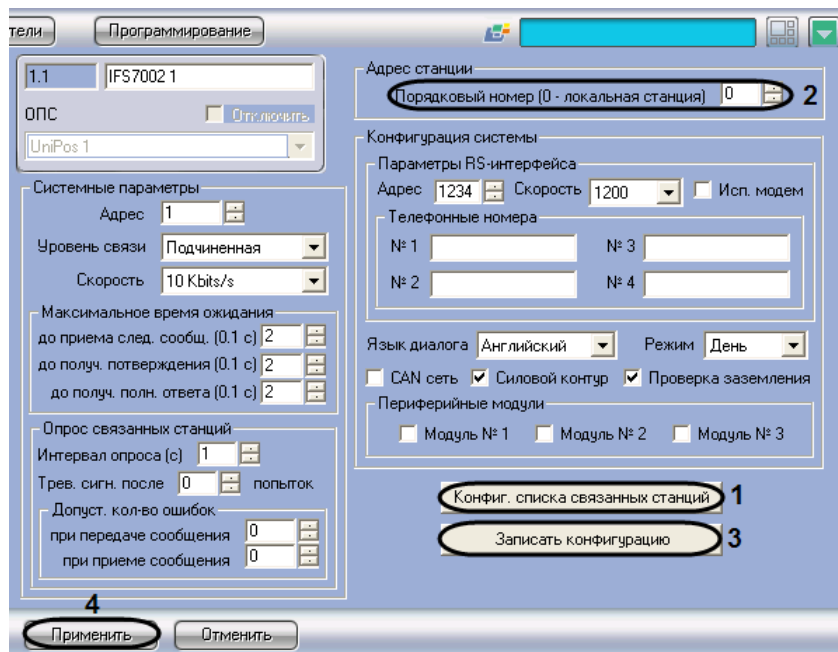 тели
Программирование
1.1 IFS7002 1
ОПС Отключить
UniPos 1
Системные параметры
Адрес 1
Уровень связи Подчиненная
Скорость 10 Kbits/s
Максимальное время ожидания
до приема след. сообщ. (0.1 с) 2
до получ. потверждения (0.1 с) 2
до получ. полн. ответа (0.1 с) 2
Опрос связанных станций
Интервал опроса (с) 1
Трев. сигн. после 0 попыток
Допуст. кол-во ошибок
при передаче сообщения 0
при приеме сообщения 0
Адрес станции
Порядковый номер (0 - локальная станция) 0 2
Конфигурация системы
Параметры RS-интерфейса
Адрес 1234 Скорость 1200 Исп. модем
Телефонные номера
№ 1 № 3
№ 2 № 4
Язык диалога Английский Режим День
CAN сеть Силовой контур Проверка заземления
Периферийные модули
Модуль № 1 Модуль № 2 Модуль № 3
Конфиг. списка связанных станций 1
Записать конфигурацию 3
4
Применить Отменить